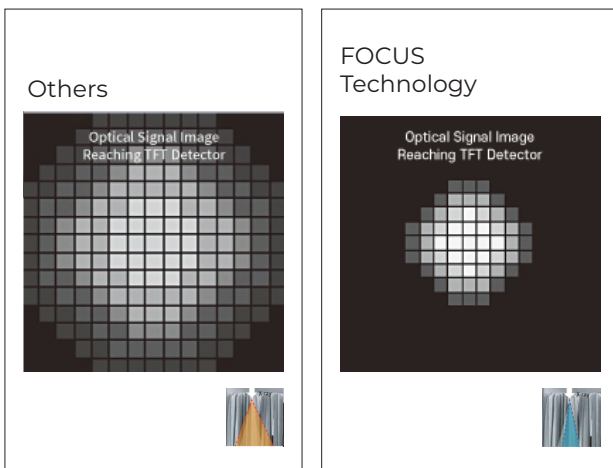 Others
Optical Signal Image
Reaching TFT Detector
FOCUS
Technology
Optical Signal Image
Reaching TFT Detector